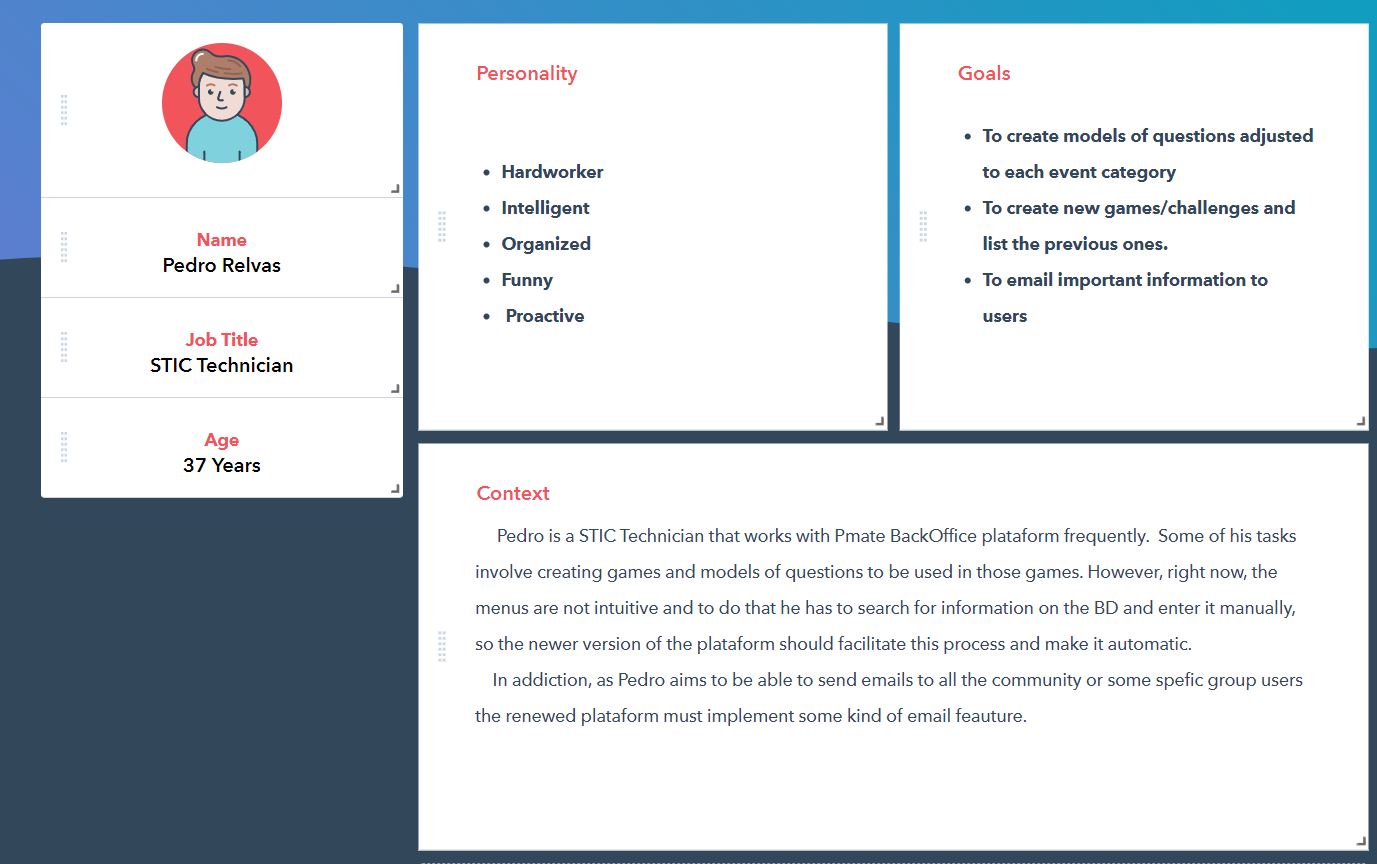 Name
Pedro Relvas
Job Title
STIC Technician
Age
37 Years
Personality
• Hardworker
• Intelligent
• Organized
• Funny
• Proactive
Goals
• To create models of questions adjusted
to each event category
• To create new games/challenges and
list the previous ones.
• To email important information to
users
Context
Pedro is a STIC Technician that works with Pmate BackOffice plataform frequently. Some of his tasks
involve creating games and models of questions to be used in those games. However, right now, the
menus are not intuitive and to do that he has to search for information on the BD and enter it manually,
so the newer version of the plataform should facilitate this process and make it automatic.
In addiction, as Pedro aims to be able to send emails to all the community or some spefic group users
the renewed plataform must implement some kind of email feauture.